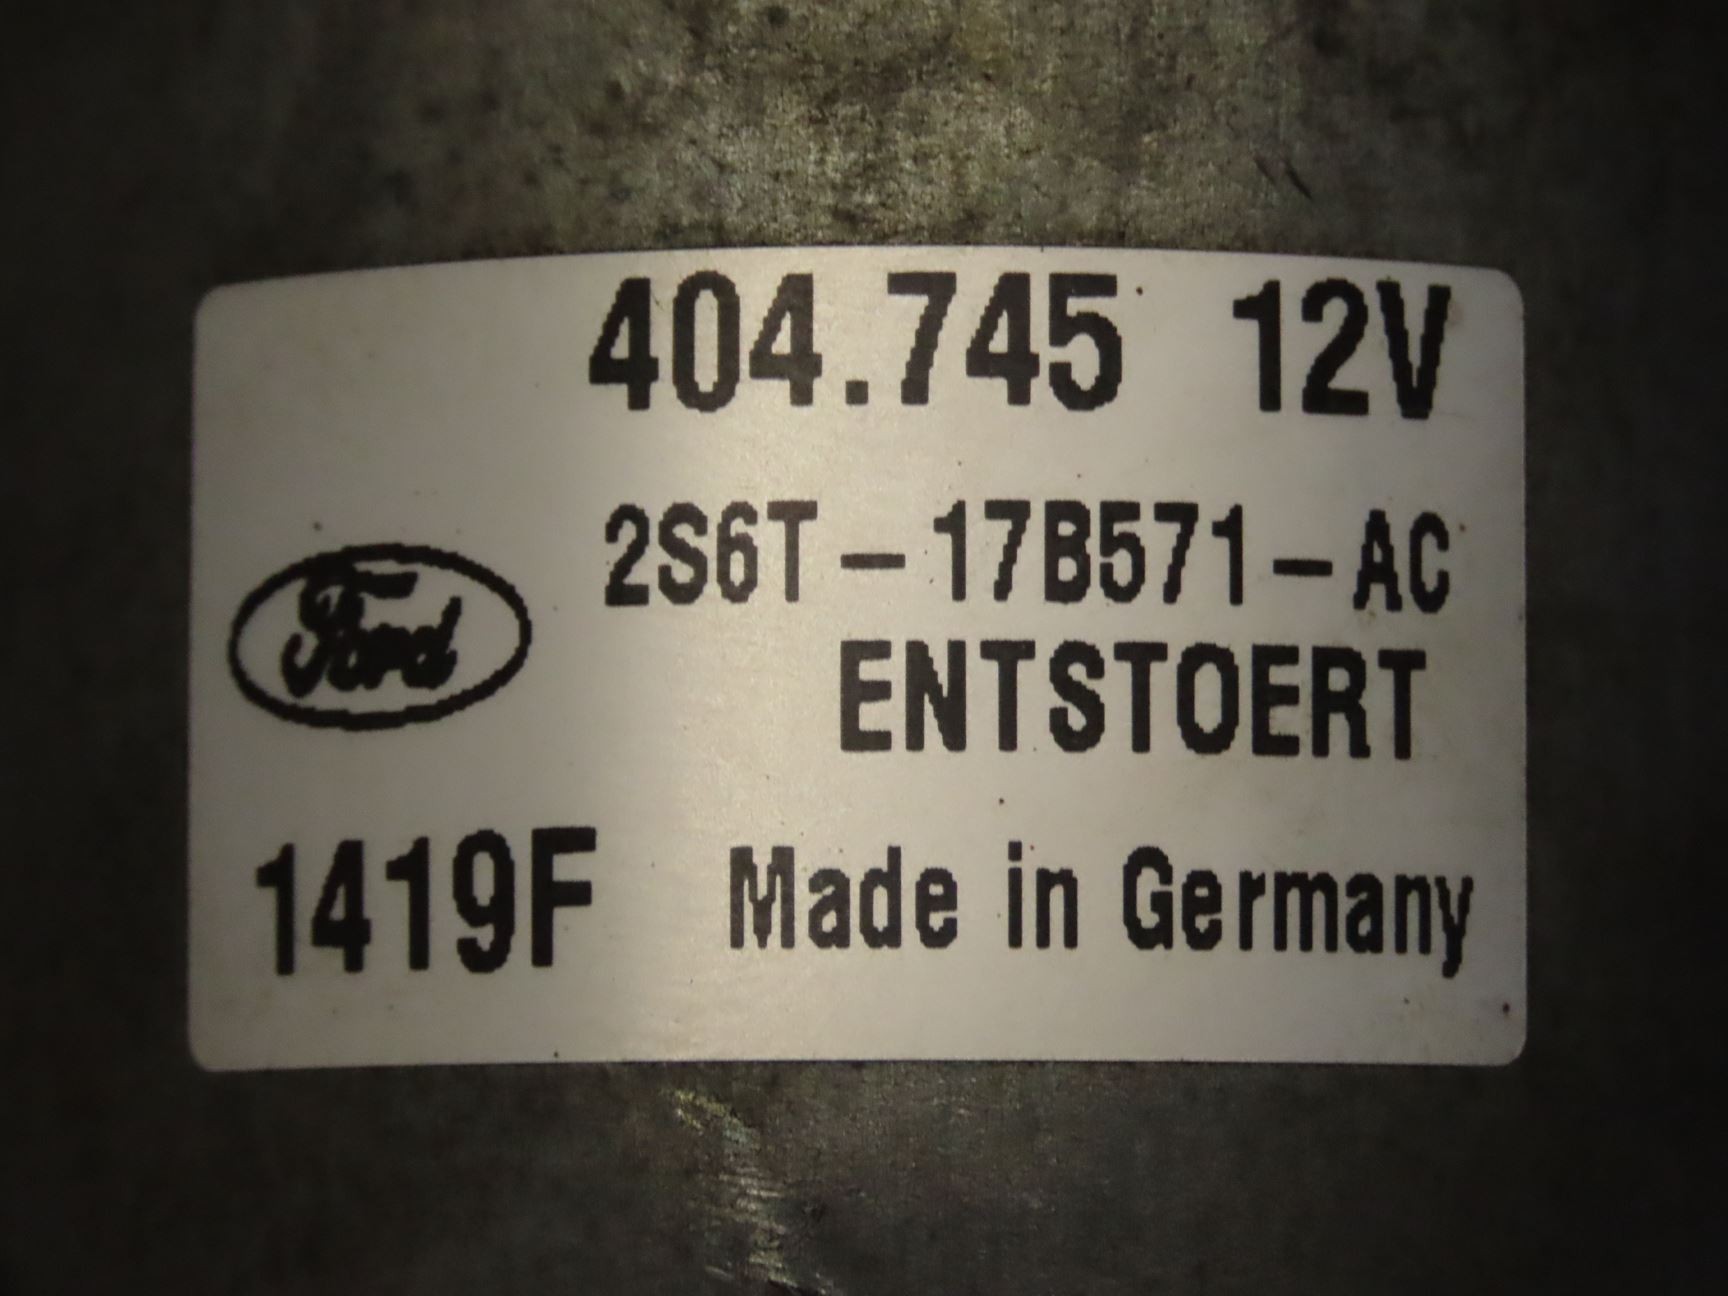 404.745 12V
2S6T-17B571-AC
Ford
ENTSTOERT
1419F Made in Germany